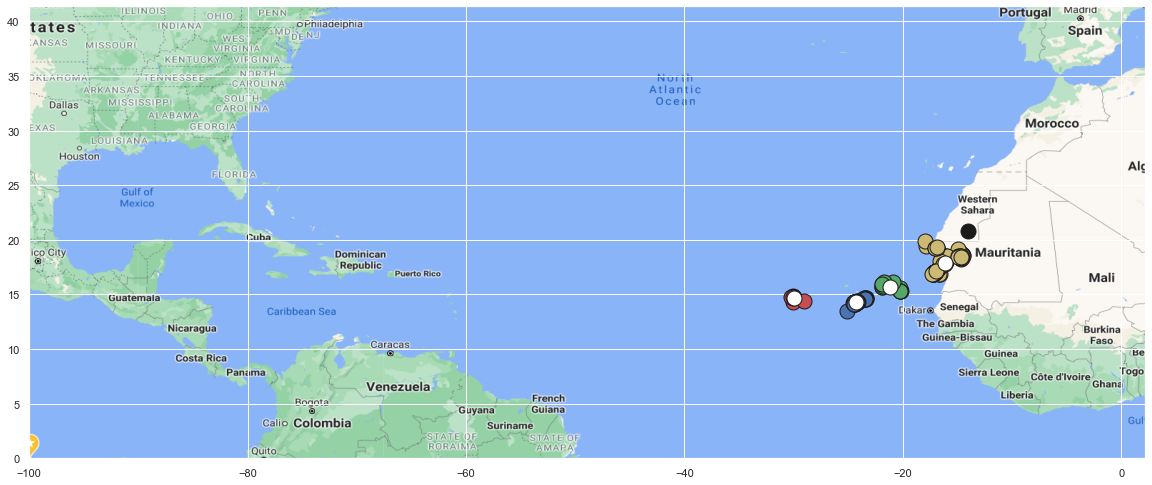 ILLINOIS
OHIO
PENN
Philadelphia
Madrid
Portugal
Spain
tates
INDIANA
MD
DE
NJ
KANSAS
MISSOURI
WEST
VIRGINIA
KENTUCKY
VIRGINIA
OKLAHOMA
TENNESSEE
NORTH
CAROLINA
North
Atlantic
Ocean
ARKANSAS
MISSISSIPPI
SOUTH
CAROLINA
Dallas
ALABAMA
GEORGIA
Morocco
EXAS
LOUISIANA
Houston
FLORIDA
Alg
Gulf of
Mexico
Western
Sahara
Cuba
ico City
Dominican
Republic
Puerto Rico
Mauritania
Mali
Guatemala
Caribbean Sea
Dakar
Senegal
The Gambia
Guinea-Bissau
Burkina
Faso
Nicaragua
Caracas
Guinea
Be
Costa Rica
Panama
Sierra Leone
Côte d'Ivoire
Togo
Ghana
Liberia
Venezuela
Bogota
Guyana
French
Guiana
Cali
Colombia
Suriname
Gulf
STATE OF
RORAIMA
STATE OF
AMAPA
Quito
40
35
30
25
20
15
10
5
0
−100
−80
−60
−40
−20
0